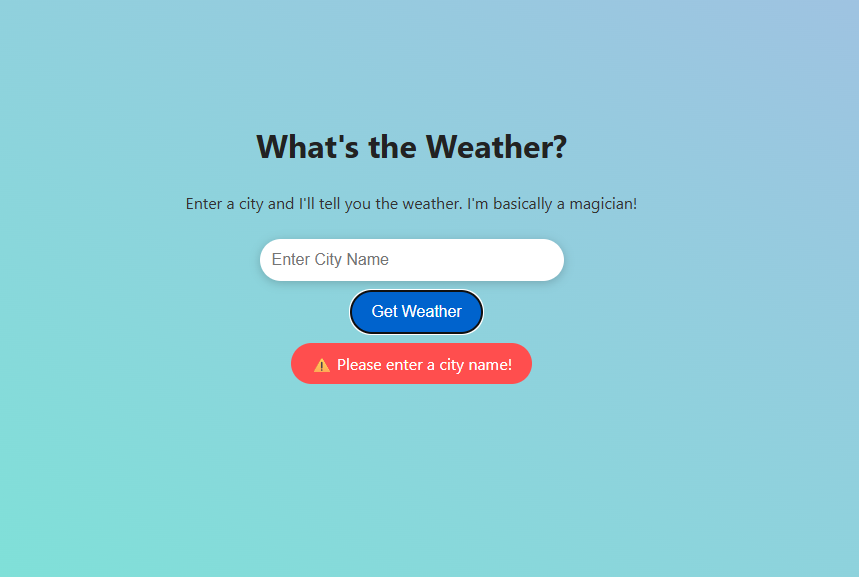 What's the Weather?
Enter a city and I'll tell you the weather. I'm basically a magician!
Enter City Name
Get Weather
⚠️ Please enter a city name!